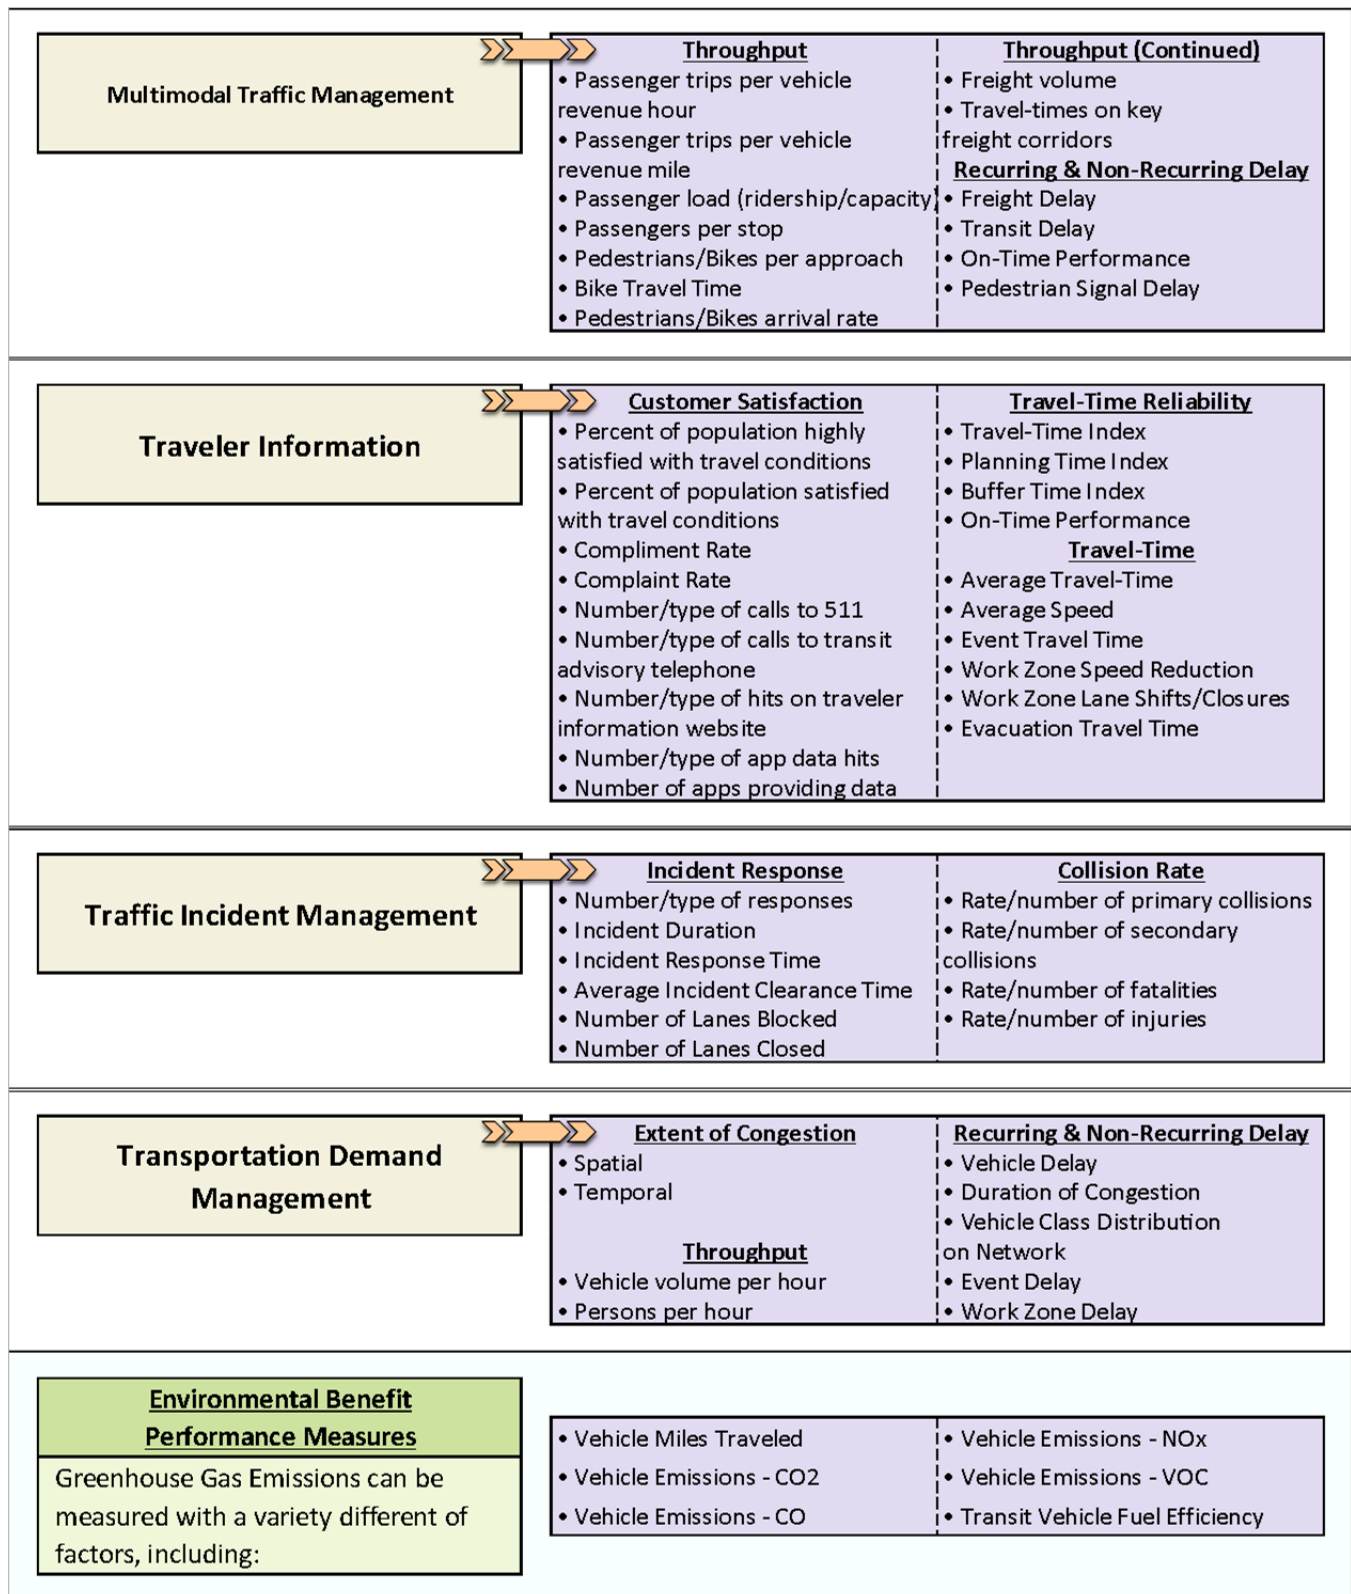 Multimodal Traffic Management
Throughput
• Passenger trips per vehicle
revenue hour
• Passenger trips per vehicle
revenue mile
• Passenger load (ridership/capacity)
• Passengers per stop
• Pedestrians/Bikes per approach
• Bike Travel Time
• Pedestrians/Bikes arrival rate
Throughput (Continued)
• Freight volume
• Travel-times on key
freight corridors
Recurring & Non-Recurring Delay
• Freight Delay
• Transit Delay
• On-Time Performance
• Pedestrian Signal Delay
Traveler Information
Customer Satisfaction
• Percent of population highly
satisfied with travel conditions
• Percent of population satisfied
with travel conditions
• Compliment Rate
• Complaint Rate
• Number/type of calls to 511
• Number/type of calls to transit
advisory telephone
• Number/type of hits on traveler
information website
• Number/type of app data hits
• Number of apps providing data
Travel-Time Reliability
• Travel-Time Index
• Planning Time Index
• Buffer Time Index
• On-Time Performance
Travel-Time
• Average Travel-Time
• Average Speed
• Event Travel Time
• Work Zone Speed Reduction
• Work Zone Lane Shifts/Closures
• Evacuation Travel Time
Traffic Incident Management
Incident Response
• Number/type of responses
• Incident Duration
• Incident Response Time
• Average Incident Clearance Time
• Number of Lanes Blocked
• Number of Lanes Closed
Collision Rate
• Rate/number of primary collisions
• Rate/number of secondary
collisions
• Rate/number of fatalities
• Rate/number of injuries
Transportation Demand
Management
Extent of Congestion
• Spatial
• Temporal
Throughput
• Vehicle volume per hour
• Persons per hour
Recurring & Non-Recurring Delay
• Vehicle Delay
• Duration of Congestion
• Vehicle Class Distribution
on Network
• Event Delay
• Work Zone Delay
Environmental Benefit
Performance Measures
Greenhouse Gas Emissions can be
measured with a variety different of
factors, including:
• Vehicle Miles Traveled
• Vehicle Emissions - CO2
• Vehicle Emissions - CO
• Vehicle Emissions - NOx
• Vehicle Emissions - VOC
• Transit Vehicle Fuel Efficiency